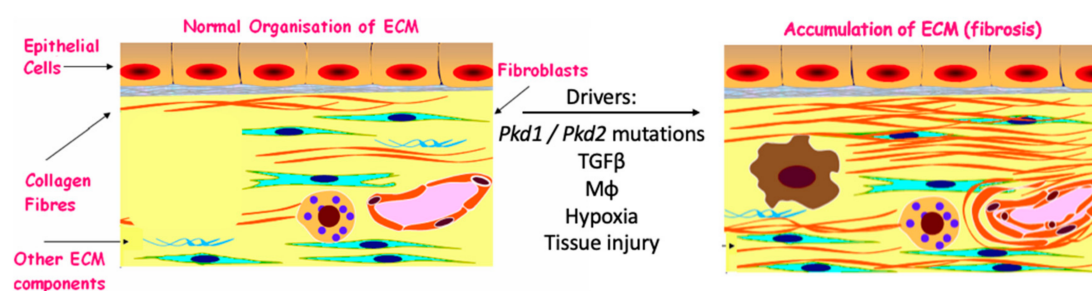 Normal Organisation of ECM
Accumulation of ECM (fibrosis)
Epithelial
Cells
Fibroblasts
Drivers:
Pkd1 / Pkd2 mutations
TGFβ
Mϕ
Hypoxia
Tissue injury
Collagen
Fibres
Other ECM
components